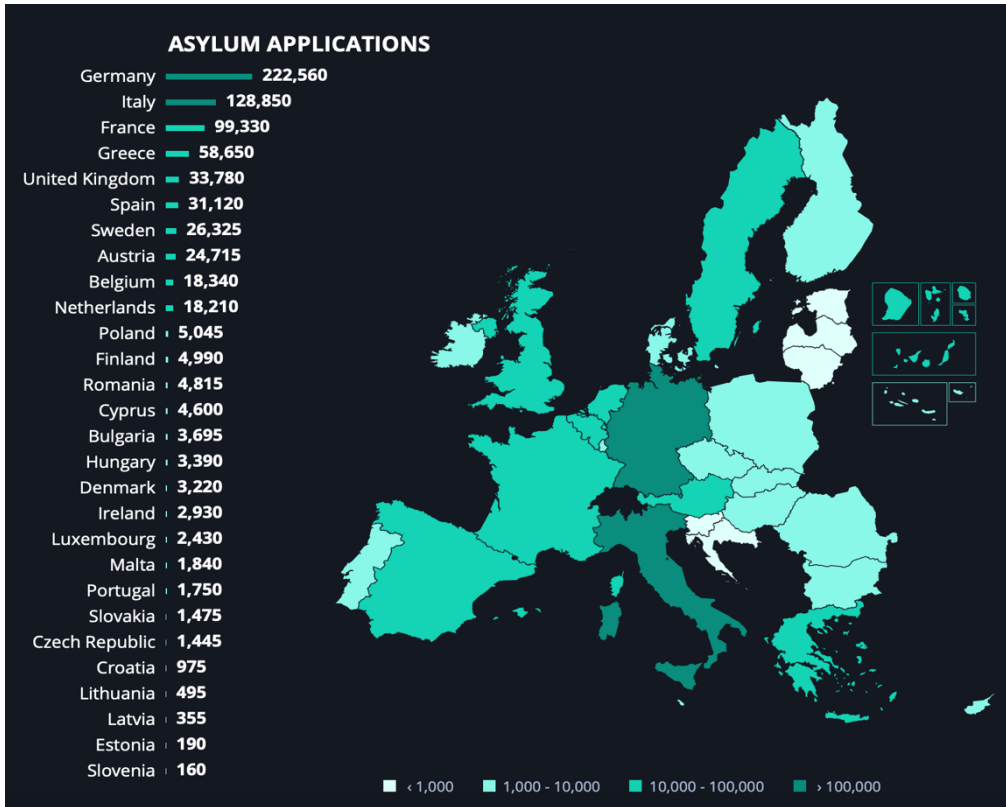 ASYLUM APPLICATIONS
Germany 222,560
Italy 128,850
France 99,330
Greece 58,650
United Kingdom 33,780
Spain 31,120
Sweden 26,325
Austria 24,715
Belgium 18,340
Netherlands 18,210
Poland 5,045
Finland 4,990
Romania 4,815
Cyprus 4,600
Bulgaria 3,695
Hungary 3,390
Denmark 3,220
Ireland 2,930
Luxembourg 2,430
Malta 1,840
Portugal 1,750
Slovakia 1,475
Czech Republic 1,445
Croatia 975
Lithuania 495
Latvia 355
Estonia 190
Slovenia 160
‹ 1,000 1,000 - 10,000 10,000 - 100,000 › 100,000